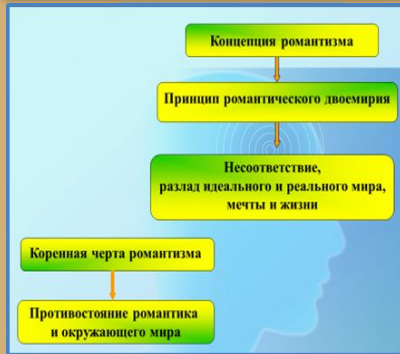 Концепция романтизма
Принцип романтического двоемирия
Несоответствие,
разлад идеального и реального мира,
мечты и жизни
Коренная черта романтизма
Противостояние романтика
и окружающего мира